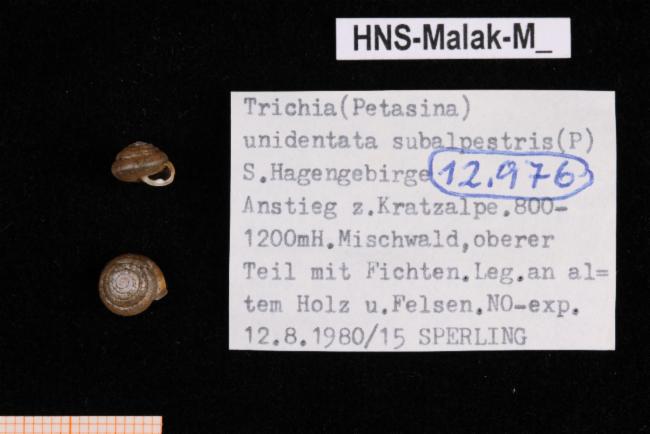 HNS-Malak-M_
Trichia(Petasina)
unidentata subalpestris(P)
S.Hagengebirge 12.976
Anstieg z.Kratzalpe.800-
1200mH.Mischwald,oberer
Teil mit Fichten.Leg.an al=
tem Holz u.Felsen.NO-exp.
12.8.1980/15 SPERLING